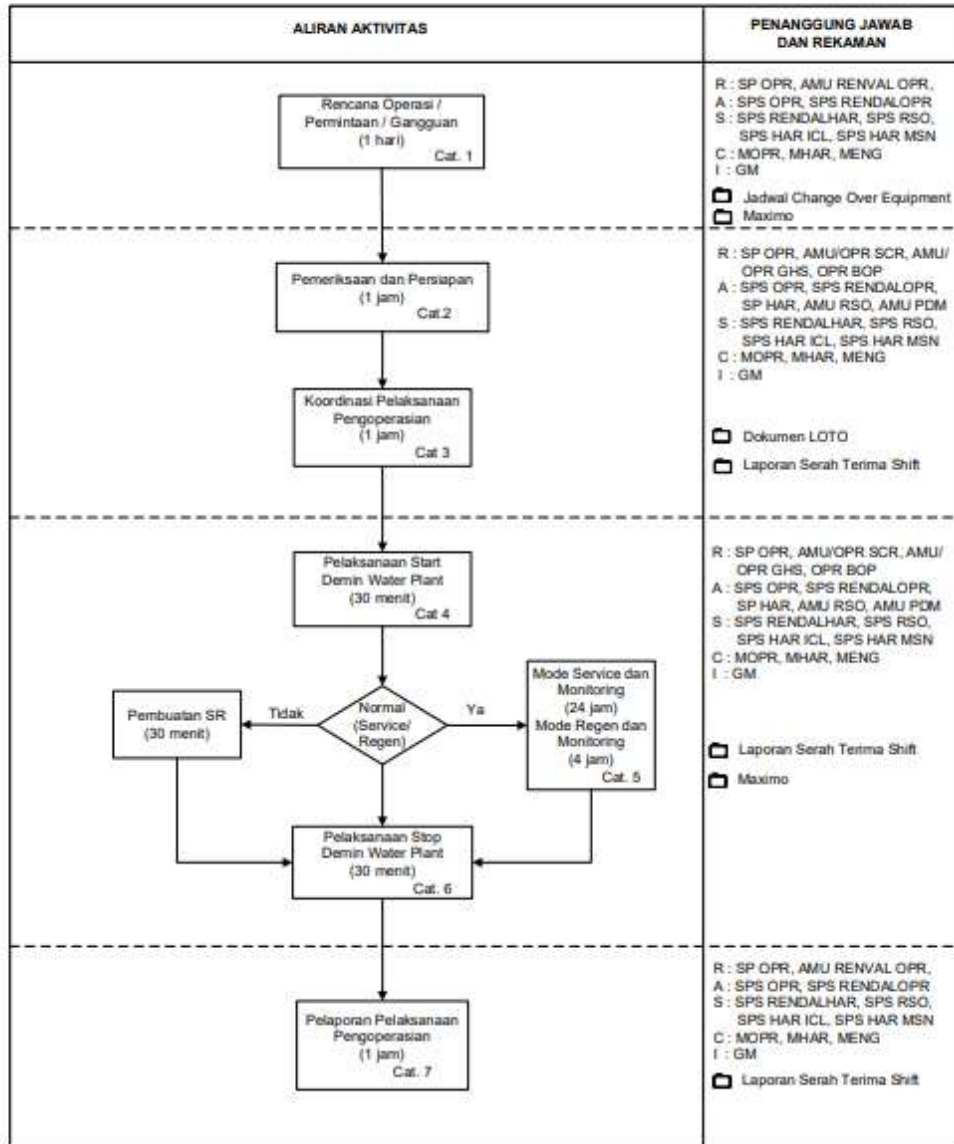 ALIRAN AKTIVITAS
PENANGGUNG JAWAB
DAN REKAMAN
Rencana Operasi /
Permintaan / Gangguan
(1 hari)
Cat. 1
R : SP OPR, AMU RENVAL OPR,
A : SPS OPR, SPS RENDALOPR
S : SPS RENDALHAR, SPS RSO,
SPS HAR ICL, SPS HAR MSN
C : MOPR, MHAR, MENG
I : GM
Jadwal Change Over Equipment
Maximo
Pemeriksaan dan Persiapan
(1 jam)
Cat.2
Koordinasi Pelaksanaan
Pengoperasian
(1 jam)
Cat 3
R : SP OPR, AMU/OPR SCR, AMU/
OPR GHS, OPR BOP
A : SPS OPR, SPS RENDALOPR,
SP HAR, AMU RSO, AMU PDM
S : SPS RENDALHAR, SPS RSO,
SPS HAR ICL, SPS HAR MSN
C : MOPR, MHAR, MENG
I : GM
Dokumen LOTO
Laporan Serah Terima Shift
Pelaksanaan Start
Demin Water Plant
(30 menit)
Cat 4
Normal
(Service/
Regen)
Tidak
Ya
Pembuatan SR
(30 menit)
Mode Service dan
Monitoring
(24 jam)
Mode Regen dan
Monitoring
(4 jam)
Cat. 5
Pelaksanaan Stop
Demin Water Plant
(30 menit)
Cat. 6
R : SP OPR, AMU/OPR SCR, AMU/
OPR GHS, OPR BOP
A : SPS OPR, SPS RENDALOPR,
SP HAR, AMU RSO, AMU PDM
S : SPS RENDALHAR, SPS RSO,
SPS HAR ICL, SPS HAR MSN
C : MOPR, MHAR, MENG
I : GM
Laporan Serah Terima Shift
Maximo
Pelaporan Pelaksanaan
Pengoperasian
(1 jam)
Cat. 7
R : SP OPR, AMU RENVAL OPR,
A : SPS OPR, SPS RENDALOPR
S : SPS RENDALHAR, SPS RSO,
SPS HAR ICL, SPS HAR MSN
C : MOPR, MHAR, MENG
I : GM
Laporan Serah Terima Shift